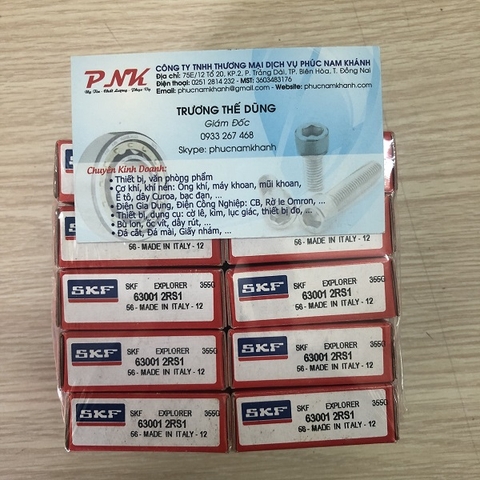 PNK
Uy Tín - Chất Lượng - Phục Vụ
CÔNG TY TNHH THƯƠNG MẠI DỊCH VỤ PHÚC NAM KHÁNH
Địa chỉ: 75E/12 Tổ 20, KP.2, P. Trảng Dài, TP. Biên Hòa, T. Đồng Nai
Điện thoại: 0251 2814 232 - MST: 3603483176
Email: phucnamkhanh@gmail.com - Website: phucnamkhanh.com
TRƯƠNG THẾ DŨNG
Giám Đốc
0933 267 468
Skype: phucnamkhanh
Chuyên Kinh Doanh:
• Thiết bị, văn phòng phẩm
• Cơ khí, khí nén: Ống khí, máy khoan, mũi khoan,
Ê tô, dây Curoa, bạc đạn, ...
• Điện Gia Dụng, Điện Công Nghiệp: CB, Rờ le Omron, ...
• Thiết bị, dụng cụ: cờ lê, kìm, lục giác, thiết bị đo, ...
• Bù lon, ốc vít, dây rút, ...
• Đá cắt, Đá mài, Giấy nhám, ...
56 - MADE IN ITALY - 12
SKF SKF EXPLORER 355G
63001 2RS1
56 - MADE IN ITALY - 12
SKF SKF EXPLORER 355G
63001 2RS1
56 - MADE IN ITALY - 12
SKF SKF EXPLORER 355G
63001 2RS1
56 - MADE IN ITALY - 12
SKF SKF EXPLORER 355G
63001 2RS1
56 - MADE IN ITALY - 12
SKF SKF EXPLORER 355G
63001 2RS1
56 - MADE IN ITALY - 12
SKF SKF EXPLORER 355G
63001 2RS1
56 - MADE IN ITALY - 12